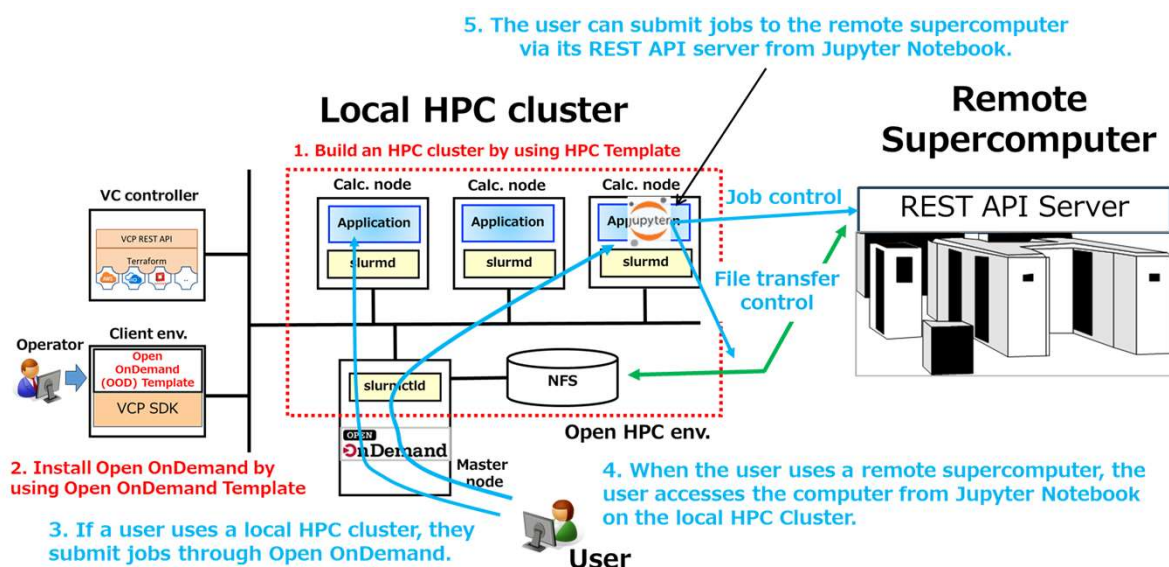 5. The user can submit jobs to the remote supercomputer
via its REST API server from Jupyter Notebook.
Local HPC cluster
Remote
Supercomputer
1. Build an HPC cluster by using HPC Template
VC controller
Calc. node
Calc. node
Calc. node
Application
Application
Jupyter
Job control
REST API Server
VCP REST API
Terraform
slurmd
slurmd
slurmd
File transfer
control
Client env.
Operator
Open
OnDemand
(OOD) Template
VCP SDK
slurmctld
NFS
Open HPC env.
OPEN
OnDemand
Master
node
2. Install Open OnDemand by
using Open OnDemand Template
4. When the user uses a remote supercomputer, the
user accesses the computer from Jupyter Notebook
on the local HPC Cluster.
3. If a user uses a local HPC cluster, they
submit jobs through Open OnDemand.
User